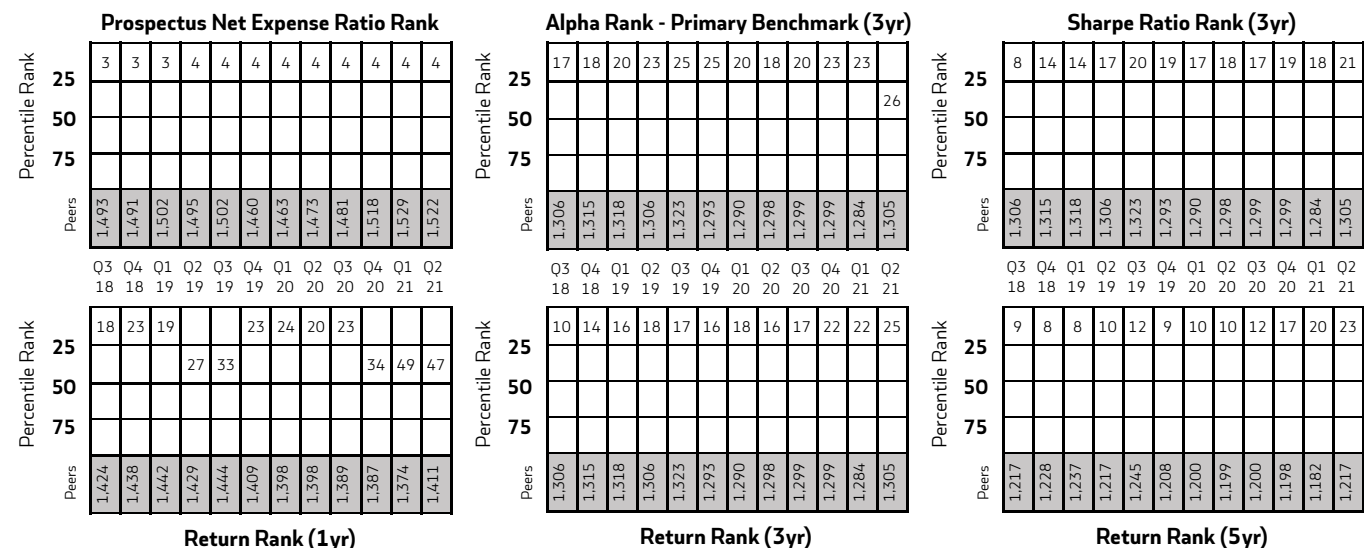 Prospectus Net Expense Ratio Rank
Percentile Rank
25
50
75
3 3 3 4 4 4 4 4 4 4 4 4
Peers
1,493 1,491 1,502 1,495 1,502 1,460 1,463 1,473 1,481 1,518 1,529 1,522
Q3 Q4 Q1 Q2 Q3 Q4 Q1 Q2 Q3 Q4 Q1 Q2
18 18 19 19 19 19 20 20 20 20 21 21
Alpha Rank - Primary Benchmark (3yr)
Percentile Rank
25
50
75
17 18 20 23 25 25 20 18 20 23 23
26
Peers
1,306 1,315 1,318 1,306 1,323 1,293 1,290 1,298 1,299 1,299 1,284 1,305
Q3 Q4 Q1 Q2 Q3 Q4 Q1 Q2 Q3 Q4 Q1 Q2
18 18 19 19 19 19 20 20 20 20 21 21
Sharpe Ratio Rank (3yr)
Percentile Rank
25
50
75
8 14 14 17 20 19 17 18 17 19 18 21
Peers
1,306 1,315 1,318 1,306 1,323 1,293 1,290 1,298 1,299 1,299 1,284 1,305
Q3 Q4 Q1 Q2 Q3 Q4 Q1 Q2 Q3 Q4 Q1 Q2
18 18 19 19 19 19 20 20 20 20 21 21
Percentile Rank
25
50
75
18 23 19 23 24 20 23
27 33 34 49 47
Peers
1,424 1,438 1,442 1,429 1,444 1,409 1,398 1,398 1,389 1,387 1,374 1,411
Return Rank (1yr)
Percentile Rank
25
50
75
10 14 16 18 17 16 18 16 17 22 22 25
Peers
1,306 1,315 1,318 1,306 1,323 1,293 1,290 1,298 1,299 1,299 1,284 1,305
Return Rank (3yr)
Percentile Rank
25
50
75
9 8 8 10 12 9 10 10 12 17 20 23
Peers
1,217 1,228 1,237 1,217 1,245 1,208 1,200 1,199 1,200 1,198 1,182 1,217
Return Rank (5yr)